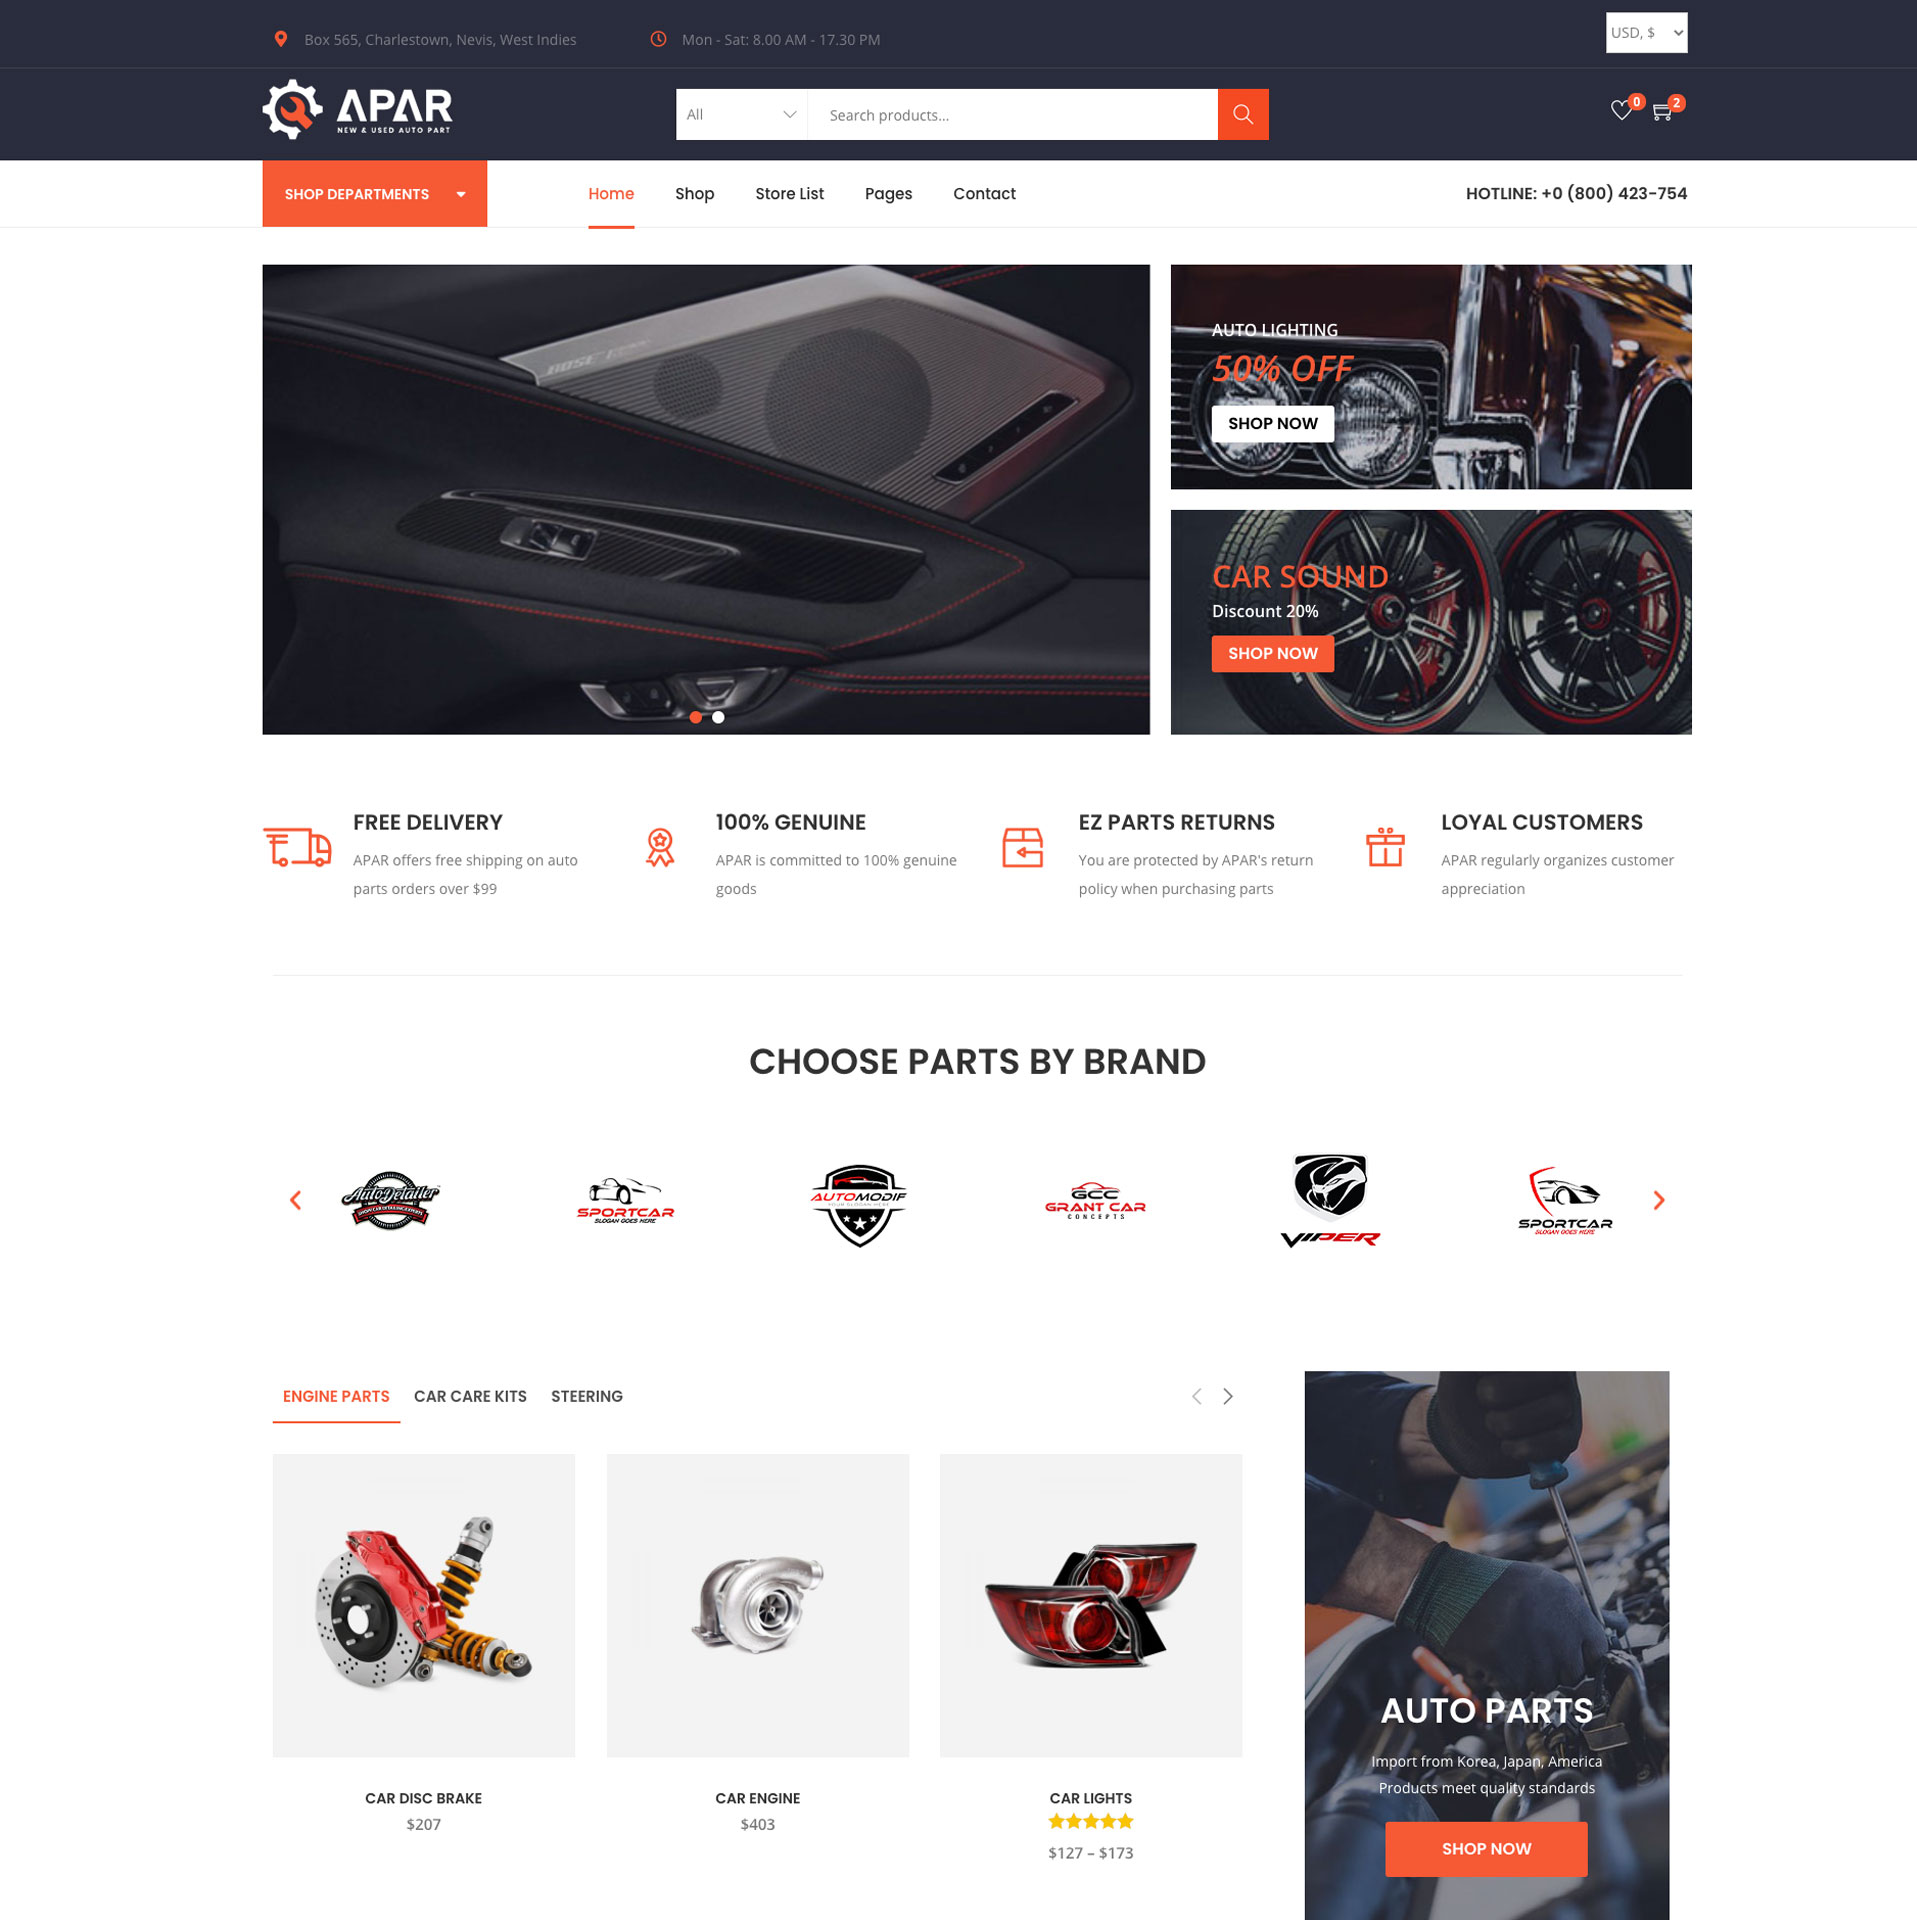 Box 565, Charlestown, Nevis, West Indies
Mon - Sat: 8.00 AM - 17.30 PM
USD, $
APAR
NEW & USED AUTO PART
All
Search products...
0
2
SHOP DEPARTMENTS
Home
Shop
Store List
Pages
Contact
HOTLINE: +0 (800) 423-754
BOSE
AUTO LIGHTING
50% OFF
SHOP NOW
CAR SOUND
Discount 20%
SHOP NOW
FREE DELIVERY
APAR offers free shipping on auto
parts orders over $99
100% GENUINE
APAR is committed to 100% genuine
goods
EZ PARTS RETURNS
You are protected by APAR's return
policy when purchasing parts
LOYAL CUSTOMERS
APAR regularly organizes customer
appreciation
CHOOSE PARTS BY BRAND
AutoDetailer
SPORTCAR
SLOGAN GOES HERE
AUTOMODIF
YOUR SLOGAN HERE
GCC
GRANT CAR
CONCEPTS
VIPER
SPORTCAR
SLOGAN GOES HERE
ENGINE PARTS
CAR CARE KITS
STEERING
CAR DISC BRAKE
$207
CAR ENGINE
$403
CAR LIGHTS
$127 – $173
AUTO PARTS
Import from Korea, Japan, America
Products meet quality standards
SHOP NOW